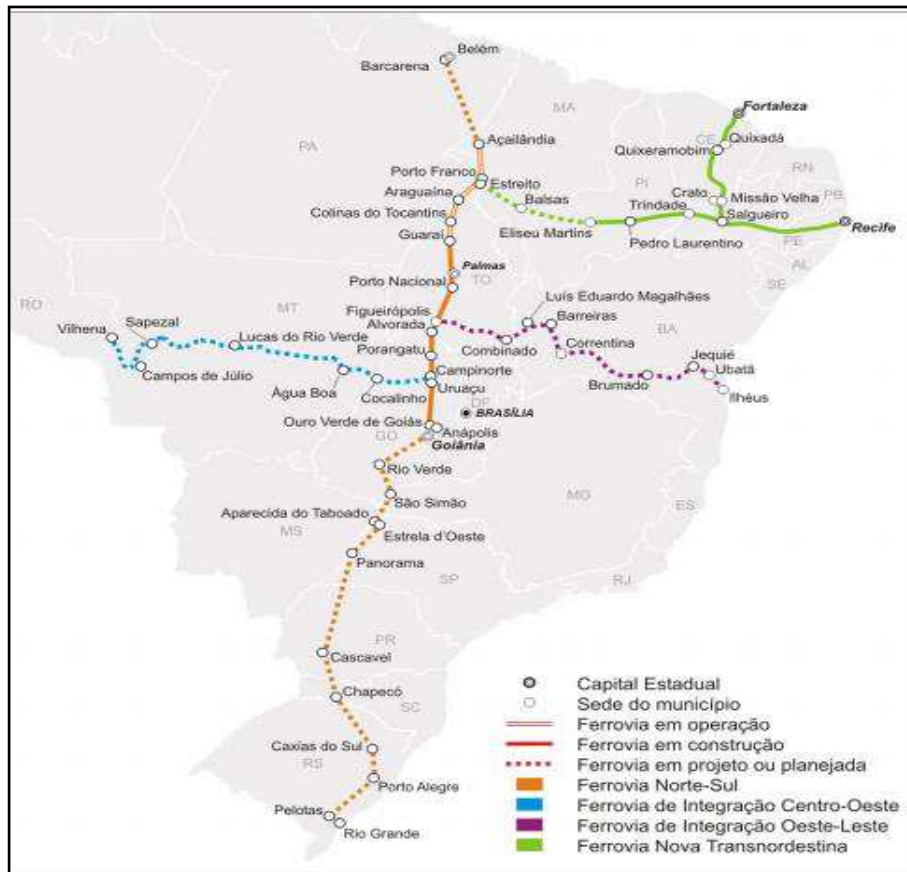 Belém
Barcarena
MA
Fortaleza
Açailândia
CE
Quixadá
PA
Quixeramobim
RN
Porto Franco
Estreito
PI
Crato
Missão Velha
PB
Araguaína
Balsas
Trindade
Salgueiro
Colinas do Tocantins
Eliseu Martins
Recife
Guaraí
Pedro Laurentino
PE
AL
Palmas
TO
SE
Porto Nacional
RO
MT
Figueirópolis
Luís Eduardo Magalhães
Alvorada
Barreiras
BA
Vilhena
Sapezal
Lucas do Rio Verde
Porangatu
Combinado
Correntina
Jequié
Ubatã
Campos de Júlio
Campinorte
Água Boa
Uruaçu
Brumado
Ilhéus
Cocalinho
DF
BRASÍLIA
Ouro Verde de Goiás
Anápolis
GO
Goiânia
Rio Verde
São Simão
MG
ES
Aparecida do Taboado
Estrela d'Oeste
MS
Panorama
SP
RJ
PR
Cascavel
Chapecó
SC
Caxias do Sul
RS
Porto Alegre
Pelotas
Rio Grande
Capital Estadual
Sede do município
Ferrovia em operação
Ferrovia em construção
Ferrovia em projeto ou planejada
Ferrovia Norte-Sul
Ferrovia de Integração Centro-Oeste
Ferrovia de Integração Oeste-Leste
Ferrovia Nova Transnordestina